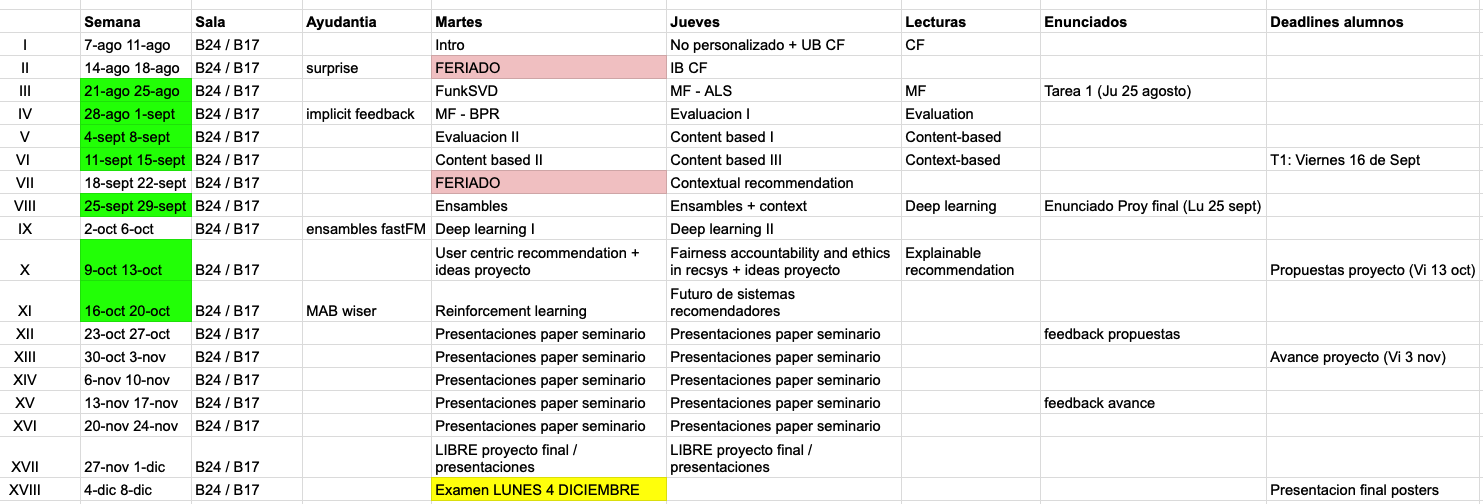 Semana Sala Ayudantia Martes Jueves Lecturas Enunciados Deadlines alumnos
I 7-ago 11-ago B24 / B17 Intro No personalizado + UB CF CF
II 14-ago 18-ago B24 / B17 surprise FERIADO IB CF
III 21-ago 25-ago B24 / B17 FunkSVD MF - ALS MF Tarea 1 (Ju 25 agosto)
IV 28-ago 1-sept B24 / B17 implicit feedback MF - BPR Evaluacion I Evaluation
V 4-sept 8-sept B24 / B17 Evaluacion II Content based I Content-based
VI 11-sept 15-sept B24 / B17 Content based II Content based III Context-based T1: Viernes 16 de Sept
VII 18-sept 22-sept B24 / B17 FERIADO Contextual recommendation
VIII 25-sept 29-sept B24 / B17 Ensambles Ensambles + context Deep learning Enunciado Proy final (Lu 25 sept)
IX 2-oct 6-oct B24 / B17 ensambles fastFM Deep learning I Deep learning II
User centric recommendation + Fairness accountability and ethics Explainable
X 9-oct 13-oct B24 / B17 ideas proyecto in recsys + ideas proyecto recommendation Propuestas proyecto (Vi 13 oct)
Futuro de sistemas
XI 16-oct 20-oct B24 / B17 MAB wiser Reinforcement learning recomendadores
XII 23-oct 27-oct B24 / B17 Presentaciones paper seminario Presentaciones paper seminario feedback propuestas
XIII 30-oct 3-nov B24 / B17 Presentaciones paper seminario Presentaciones paper seminario Avance proyecto (Vi 3 nov)
XIV 6-nov 10-nov B24 / B17 Presentaciones paper seminario Presentaciones paper seminario
XV 13-nov 17-nov B24 / B17 Presentaciones paper seminario Presentaciones paper seminario feedback avance
XVI 20-nov 24-nov B24 / B17 Presentaciones paper seminario Presentaciones paper seminario
LIBRE proyecto final / LIBRE proyecto final /
XVII 27-nov 1-dic B24 / B17 presentaciones presentaciones
XVIII 4-dic 8-dic B24 / B17 Examen LUNES 4 DICIEMBRE Presentacion final posters